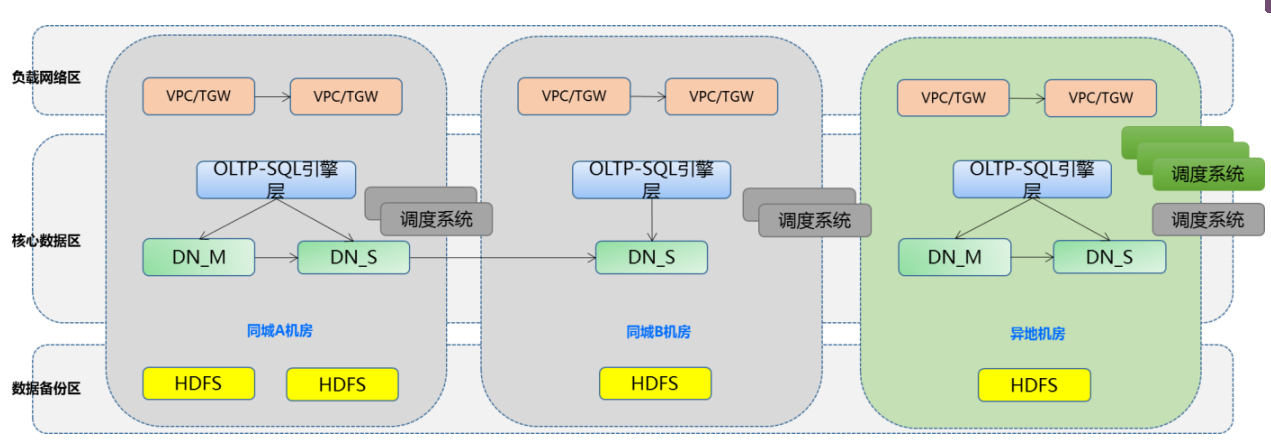 负载网络区
VPC/TGW
VPC/TGW
VPC/TGW
VPC/TGW
VPC/TGW
VPC/TGW
核心数据区
OLTP-SQL引擎
层
调度系统
DN_M
DN_S
OLTP-SQL引擎
层
调度系统
DN_S
OLTP-SQL引擎
层
调度系统
调度系统
DN_M
DN_S
同城A机房
同城B机房
异地机房
数据备份区
HDFS
HDFS
HDFS
HDFS